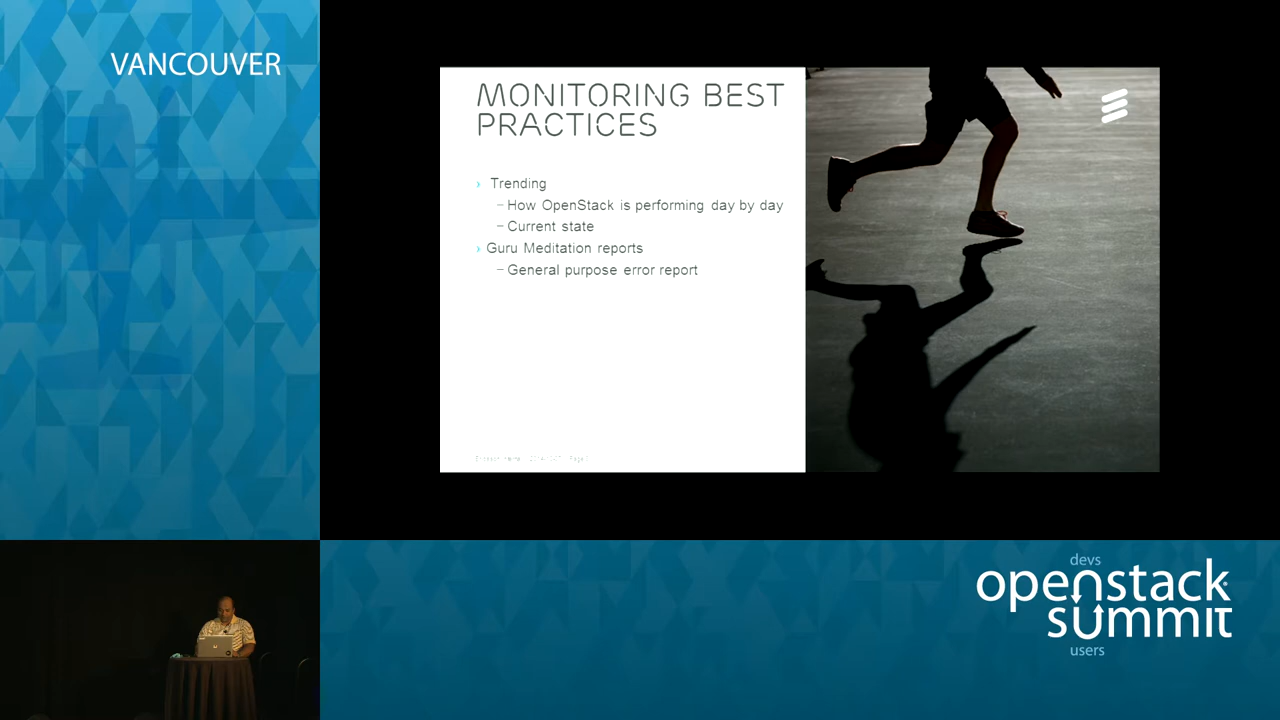 VANCOUVER
MONITORING BEST
PRACTICES
› Trending
– How OpenStack is performing day by day
– Current state
› Guru Meditation reports
– General purpose error report
devs
openstack
summit
users